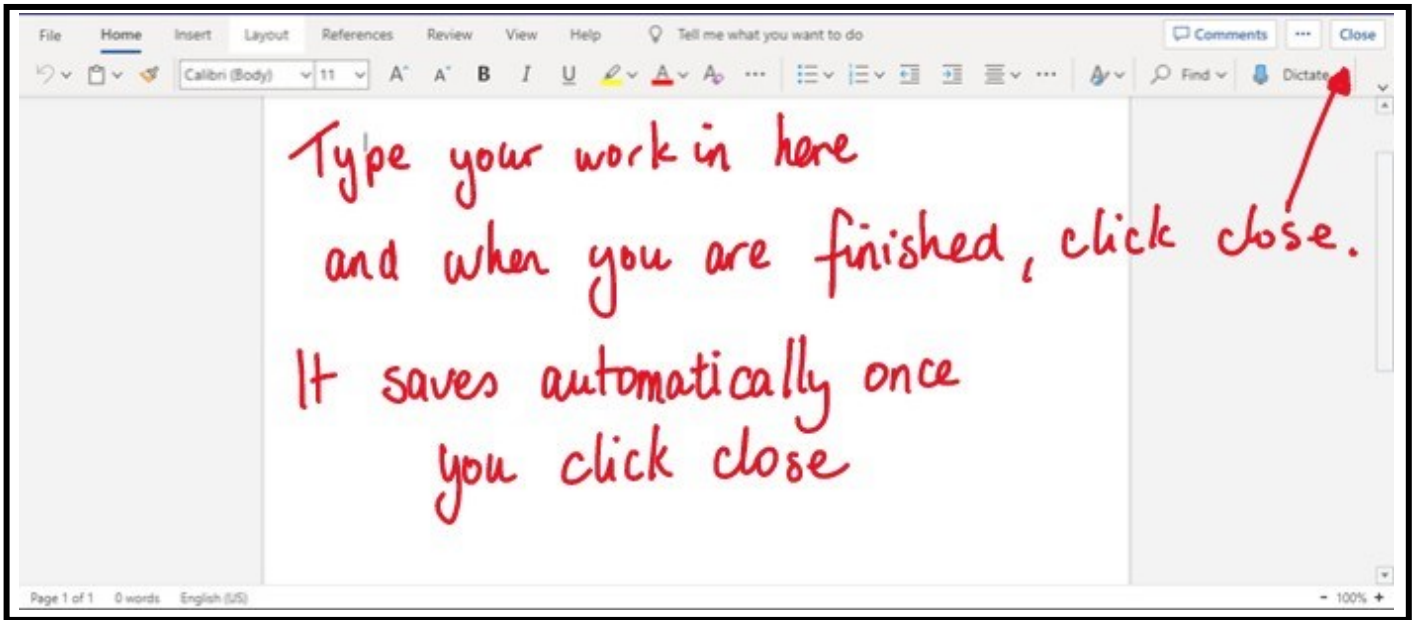 File Home Insert Layout References Review View Help Tell me what you want to do Comments ... Close
Calibri (Body) 11 A A B I U A A ... Find Dictate
Type your work in here
and when you are finished, click close.
It saves automatically once
you click close
Page 1 of 1 0 words English (US) - 100% +